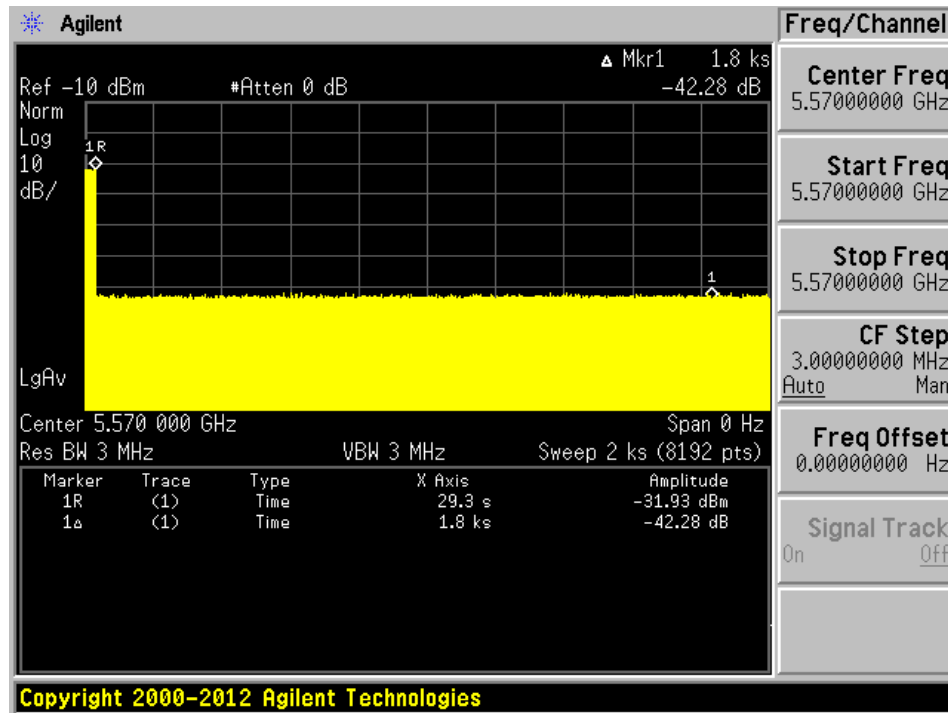 Agilent
Freq/Channel
▵ Mkr1 1.8 ks
Ref -10 dBm #Atten 0 dB -42.28 dB
Norm
Log
10
dB/
1R
1
LgAv
Center 5.570 000 GHz Span 0 Hz
Res BW 3 MHz VBW 3 MHz Sweep 2 ks (8192 pts)
Marker Trace Type X Axis Amplitude
1R (1) Time 29.3 s -31.93 dBm
1▵ (1) Time 1.8 ks -42.28 dB
Center Freq
5.57000000 GHz
Start Freq
5.57000000 GHz
Stop Freq
5.57000000 GHz
CF Step
3.00000000 MHz
Auto Man
Freq Offset
0.00000000 Hz
Signal Track
On Off
Copyright 2000-2012 Agilent Technologies